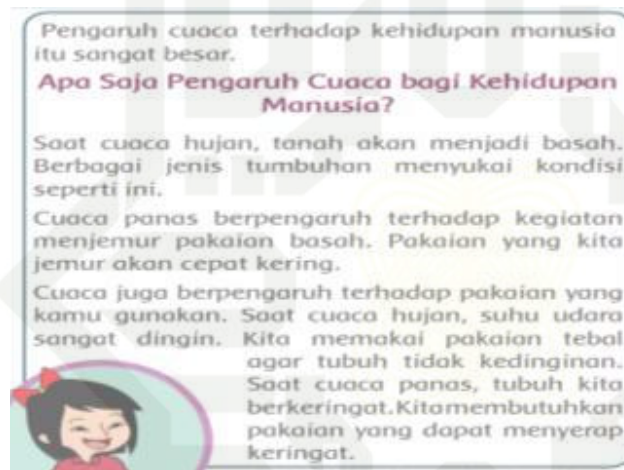 Pengaruh cuaca terhadap kehidupan manusia
itu sangat besar.
Apa Saja Pengaruh Cuaca bagi Kehidupan
Manusia?
Saat cuaca hujan, tanah akan menjadi basah.
Berbagai jenis tumbuhan menyukai kondisi
seperti ini.
Cuaca panas berpengaruh terhadap kegiatan
menjemur pakaian basah. Pakaian yang kita
jemur akan cepat kering.
Cuaca juga berpengaruh terhadap pakaian yang
kamu gunakan. Saat cuaca hujan, suhu udara
sangat dingin. Kita memakai pakaian tebal
agar tubuh tidak kedinginan.
Saat cuaca panas, tubuh kita
berkeringat.Kitamembutuhkan
pakaian yang dapat menyerap
keringat.